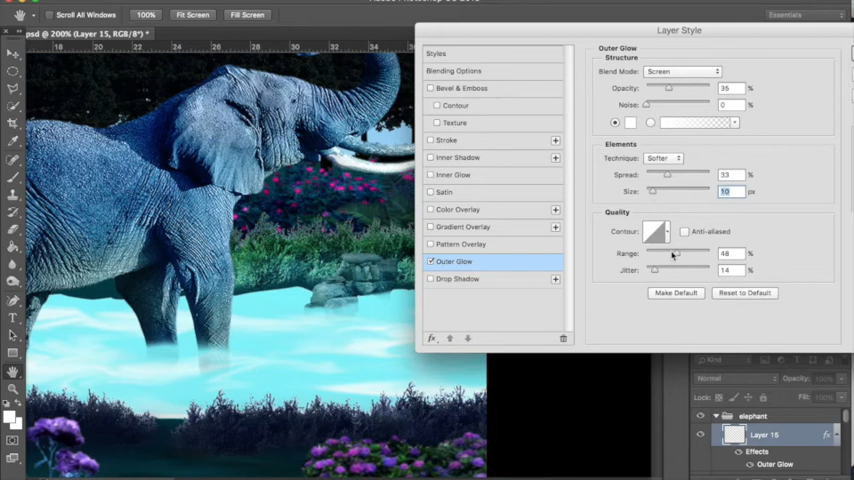 Scroll All Windows 100% Fit Screen Fill Screen Essentials
psd @ 200% (Layer 15, RGB/8*) *
18 20 22 24 26 28 30 32 34 36
Layer Style
Styles
Blending Options
Bevel & Emboss
Contour
Texture
Stroke
Inner Shadow
Inner Glow
Satin
Color Overlay
Gradient Overlay
Pattern Overlay
Outer Glow
Drop Shadow
fx
Outer Glow
Structure
Blend Mode: Screen
Opacity: 35 %
Noise: 0 %
Elements
Technique: Softer
Spread: 33 %
Size: 10 px
Quality
Contour: Anti-aliased
Range: 48 %
Jitter: 14 %
Make Default Reset to Default
Kind
Normal Opacity: 100%
Lock: Fill: 100%
elephant
Layer 15 fx
Effects
Outer Glow